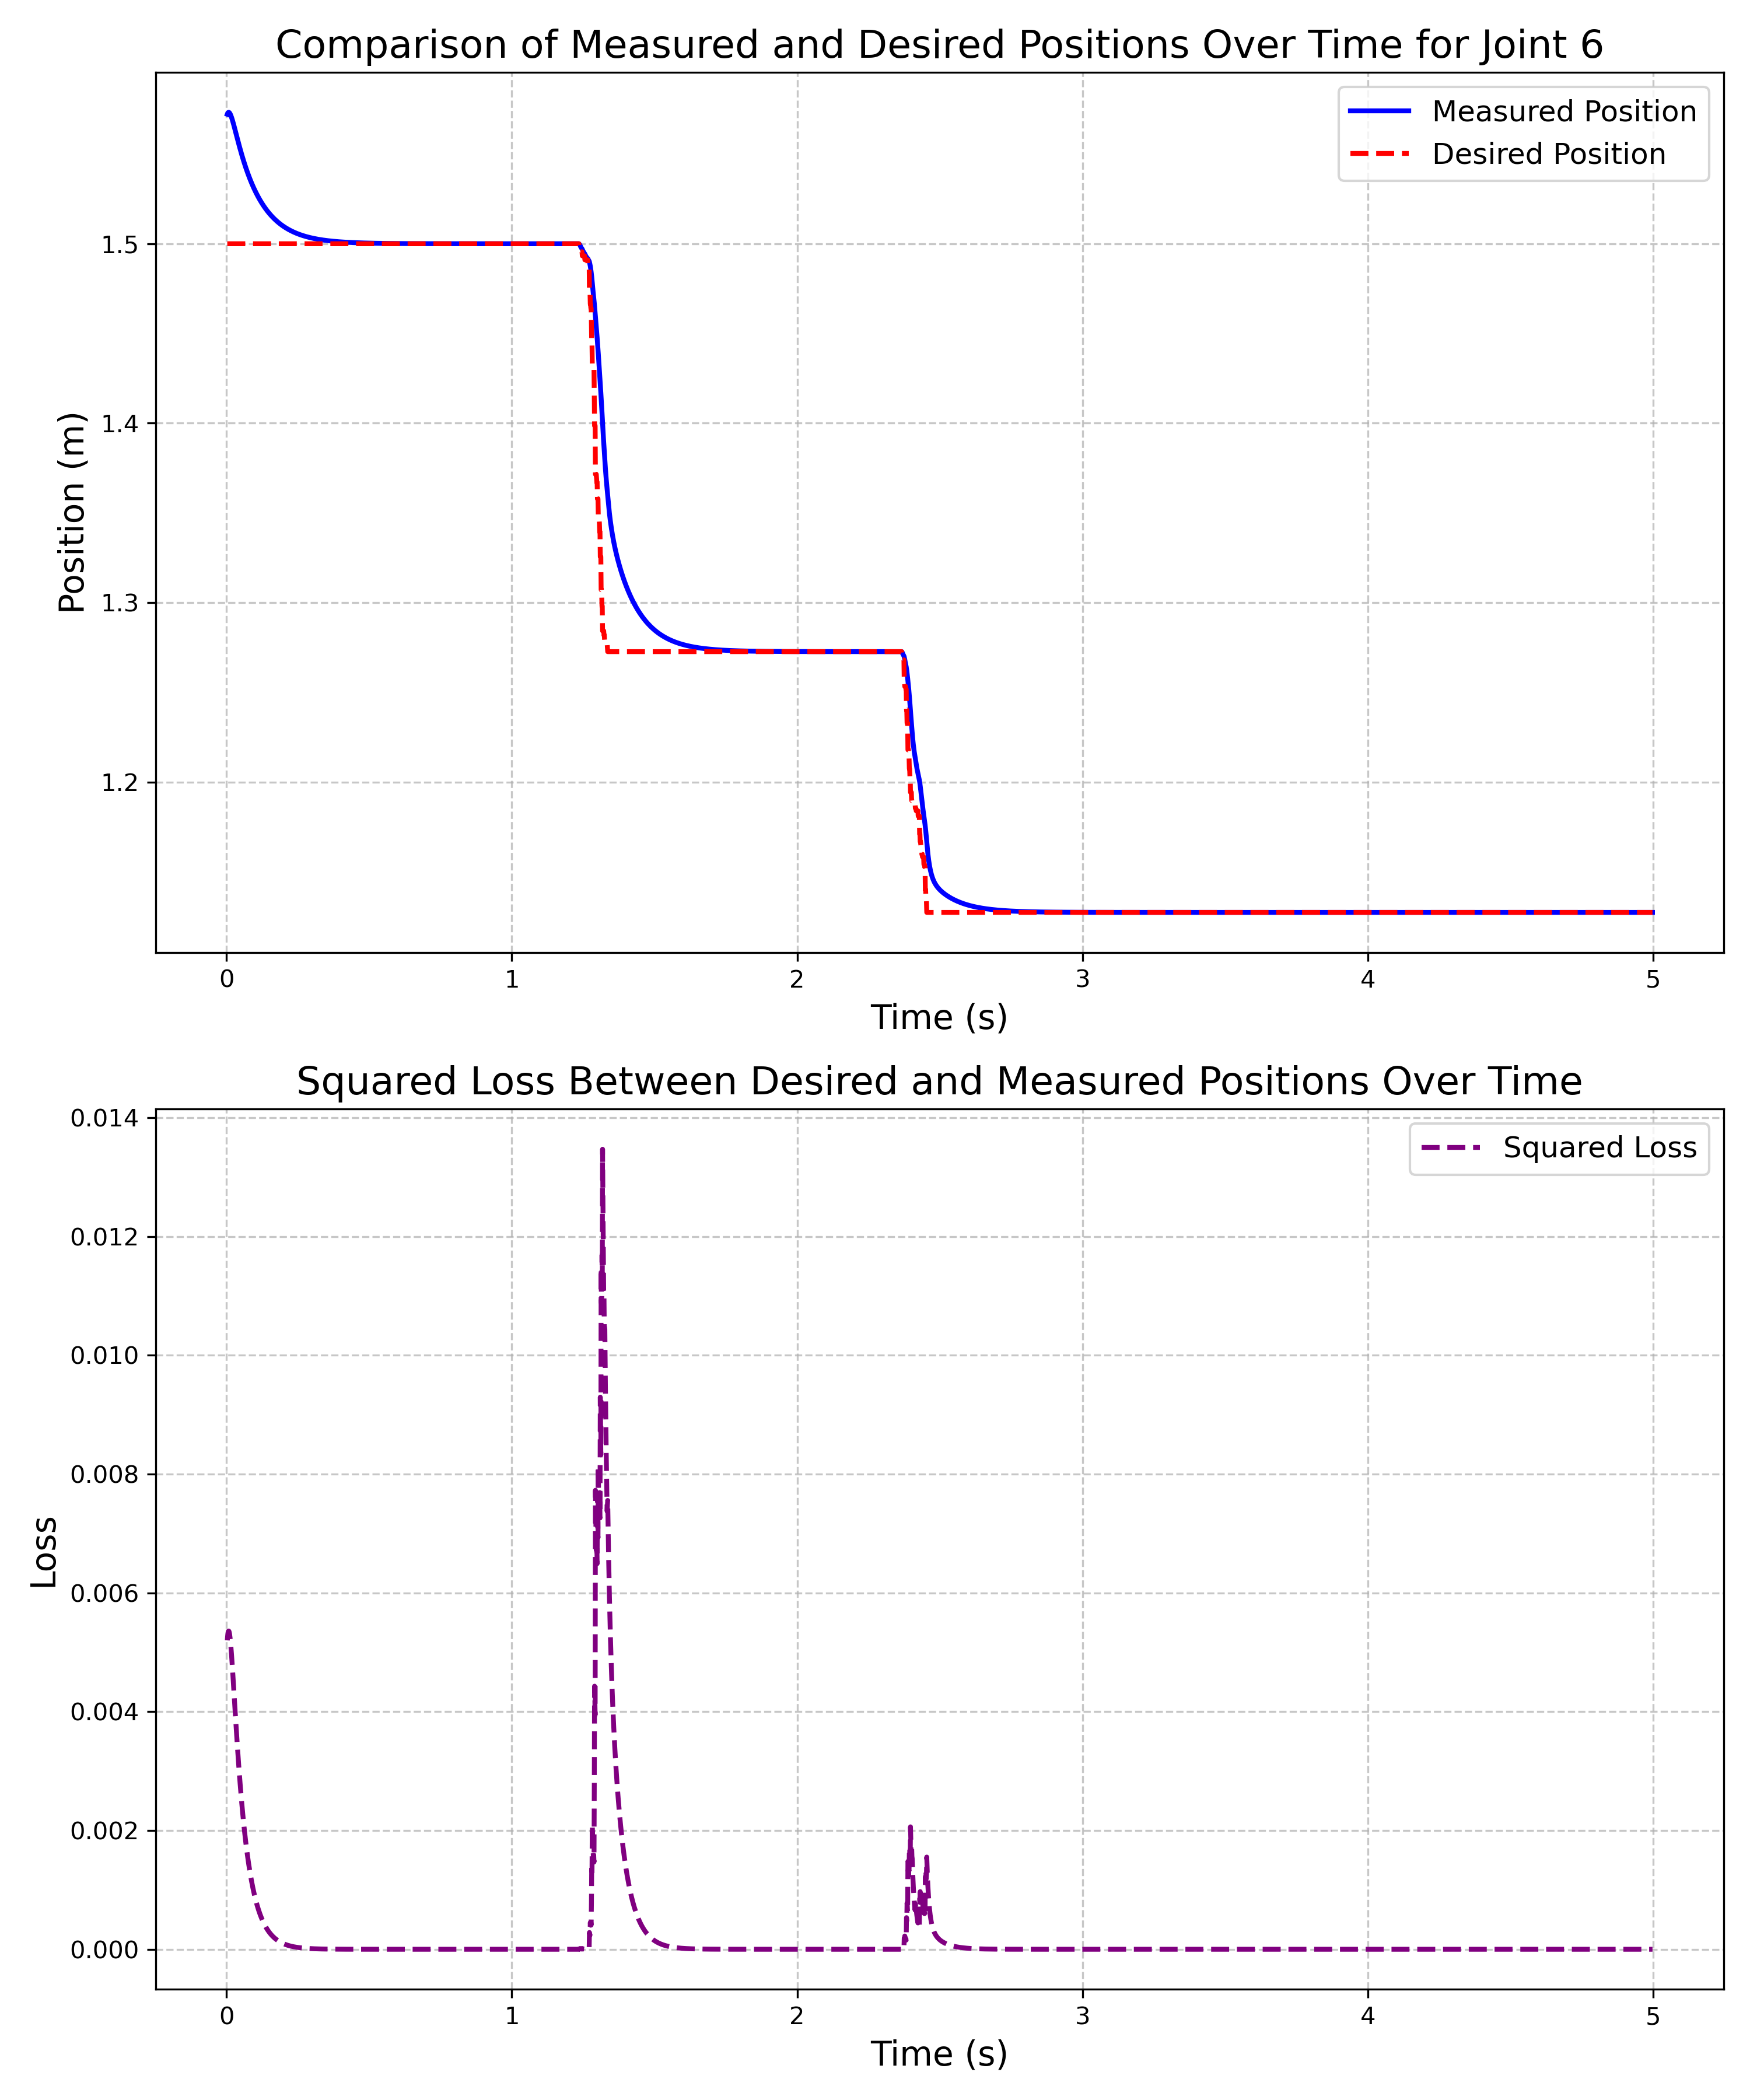 Comparison of Measured and Desired Positions Over Time for Joint 6
Measured Position
Desired Position
Position (m)
1.5
1.4
1.3
1.2
0 1 2 3 4 5
Time (s)
Squared Loss Between Desired and Measured Positions Over Time
Squared Loss
Loss
0.014
0.012
0.010
0.008
0.006
0.004
0.002
0.000
0 1 2 3 4 5
Time (s)